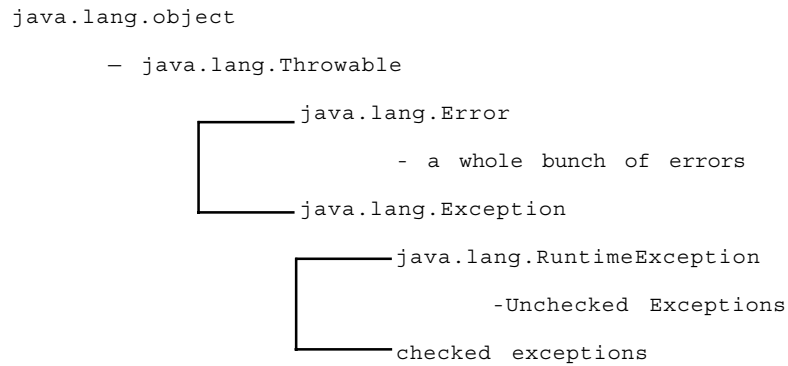 java.lang.object
– java.lang.Throwable
java.lang.Error
- a whole bunch of errors
java.lang.Exception
java.lang.RuntimeException
-Unchecked Exceptions
checked exceptions